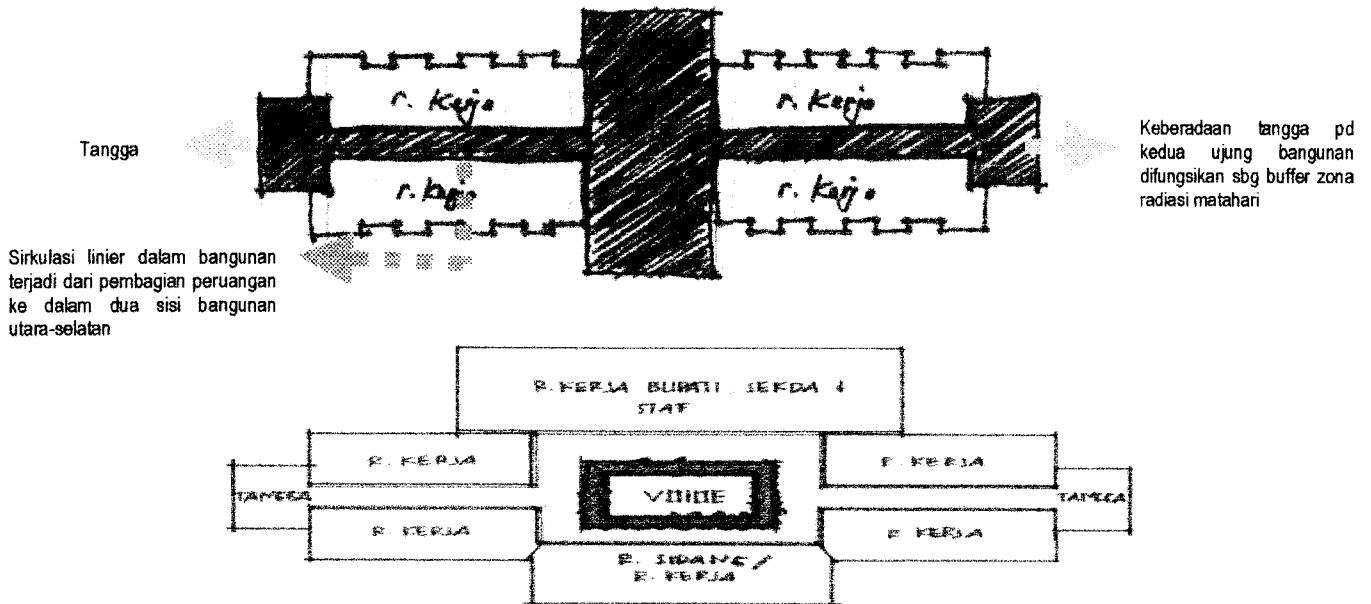 r. Kerja
r. Kerja
Tangga
r. Kerja
r. Kerja
Keberadaan tangga pd
kedua ujung bangunan
difungsikan sbg buffer zona
radiasi matahari
Sirkulasi linier dalam bangunan
terjadi dari pembagian peruangan
ke dalam dua sisi bangunan
utara-selatan
R. KERJA BUPATI SEKDA &
STAF
R. KERJA
R. KERJA
TANGGA
VOIDE
TANGGA
R. KERJA
R. KERJA
R. SIDANG /
R. KERJA